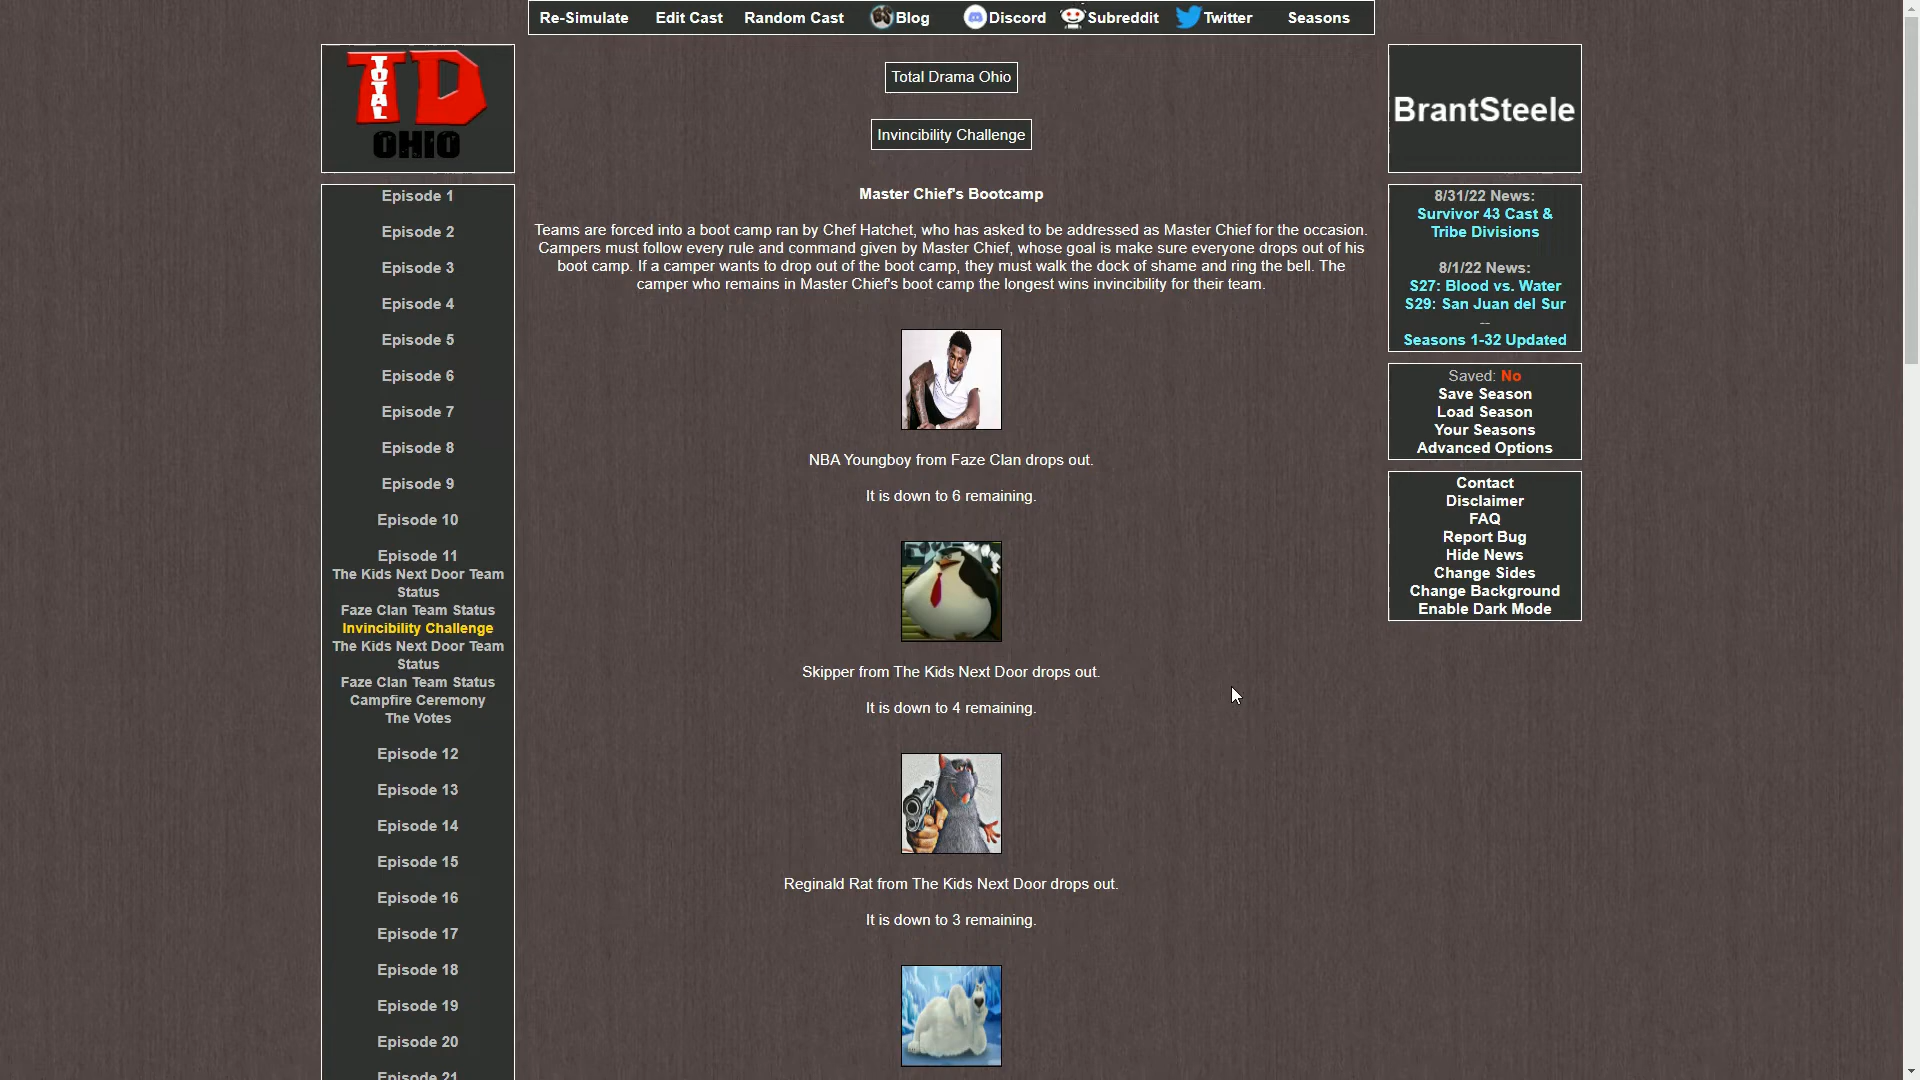 Re-Simulate
Edit Cast
Random Cast
Blog
Discord
Subreddit
Twitter
Seasons
TD
TOTAL
OHIO
Episode 1
Episode 2
Episode 3
Episode 4
Episode 5
Episode 6
Episode 7
Episode 8
Episode 9
Episode 10
Episode 11
The Kids Next Door Team
Status
Faze Clan Team Status
Invincibility Challenge
The Kids Next Door Team
Status
Faze Clan Team Status
Campfire Ceremony
The Votes
Episode 12
Episode 13
Episode 14
Episode 15
Episode 16
Episode 17
Episode 18
Episode 19
Episode 20
Episode 21
Total Drama Ohio
Invincibility Challenge
Master Chief's Bootcamp
Teams are forced into a boot camp ran by Chef Hatchet, who has asked to be addressed as Master Chief for the occasion.
Campers must follow every rule and command given by Master Chief, whose goal is make sure everyone drops out of his
boot camp. If a camper wants to drop out of the boot camp, they must walk the dock of shame and ring the bell. The
camper who remains in Master Chief's boot camp the longest wins invincibility for their team.
NBA Youngboy from Faze Clan drops out.
It is down to 6 remaining.
Skipper from The Kids Next Door drops out.
It is down to 4 remaining.
Reginald Rat from The Kids Next Door drops out.
It is down to 3 remaining.
BrantSteele
8/31/22 News:
Survivor 43 Cast &
Tribe Divisions
8/1/22 News:
S27: Blood vs. Water
S29: San Juan del Sur
--
Seasons 1-32 Updated
Saved: No
Save Season
Load Season
Your Seasons
Advanced Options
Contact
Disclaimer
FAQ
Report Bug
Hide News
Change Sides
Change Background
Enable Dark Mode